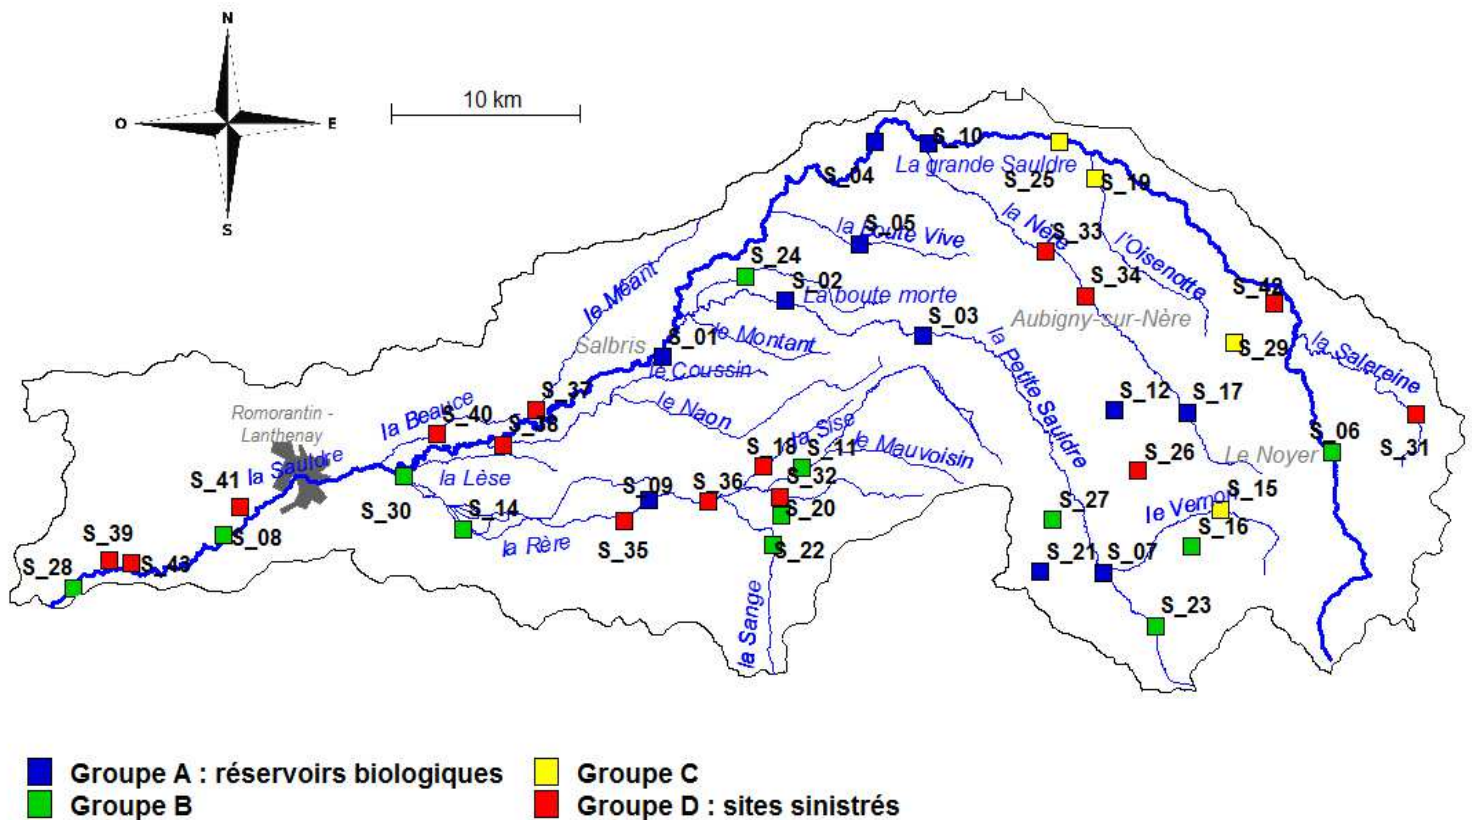 N
O
E
S
10 km
S_10
La grande Sauldre
S_04
S_25
S_19
la Nère
S_05
la boute Vive
S_33
l'Oisenotte
S_24
S_02
La boute morte
S_34
S_42
le Méant
Aubigny-sur-Nère
S_03
Salbris
S_01
le Montant
la Petite Sauldre
S_29
la Salereine
le Coussin
S_37
la Beauce
S_40
S_38
le Naon
S_12
S_17
Romorantin -
Lanthenay
la Sauldre
la Sise
S_18
S_11
le Mauvoisin
S_06
S_31
Le Noyer
S_26
la Lèse
S_32
S_09
S_36
S_41
S_30
S_14
S_20
S_27
le Vernon
S_15
S_16
S_39
S_43
S_08
la Rère
S_35
S_22
S_28
S_21
S_07
la Sange
S_23
Groupe A : réservoirs biologiques
Groupe C
Groupe B
Groupe D : sites sinistrés